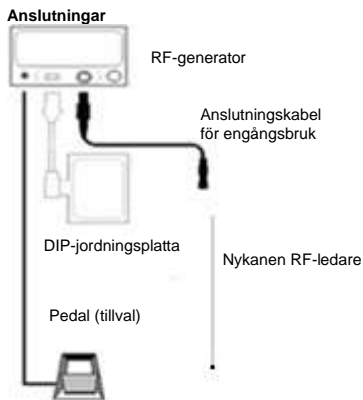 Anslutningar
RF-generator
Anslutningskabel
för engångsbruk
DIP-jordningsplatta
Nykanen RF-ledare
Pedal (tillval)